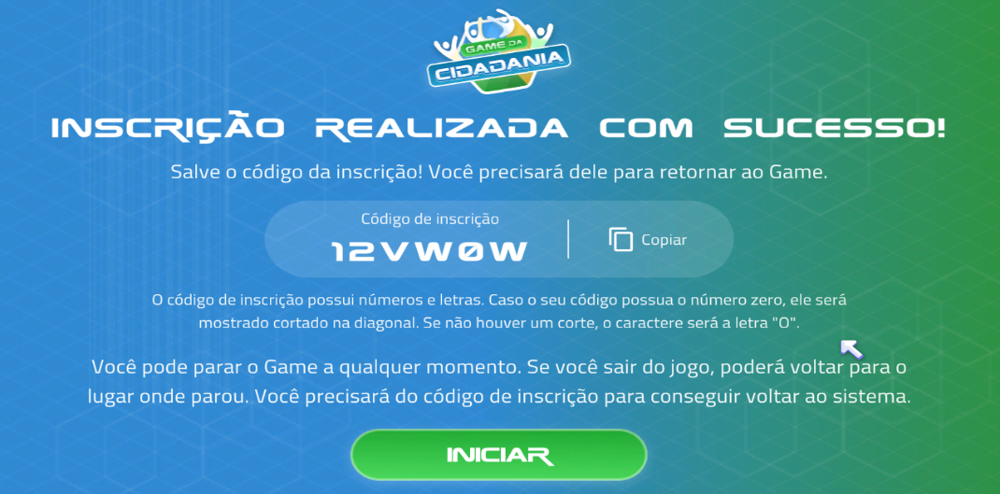 GAME DA
CIDADANIA
INSCRIÇÃO REALIZADA COM SUCESSO!
Salve o código da inscrição! Você precisará dele para retornar ao Game.
Código de inscrição
12VW0W
Copiar
O código de inscrição possui números e letras. Caso o seu código possua o número zero, ele será
mostrado cortado na diagonal. Se não houver um corte, o caractere será a letra "O".
Você pode parar o Game a qualquer momento. Se você sair do jogo, poderá voltar para o
lugar onde parou. Você precisará do código de inscrição para conseguir voltar ao sistema.
INICIAR